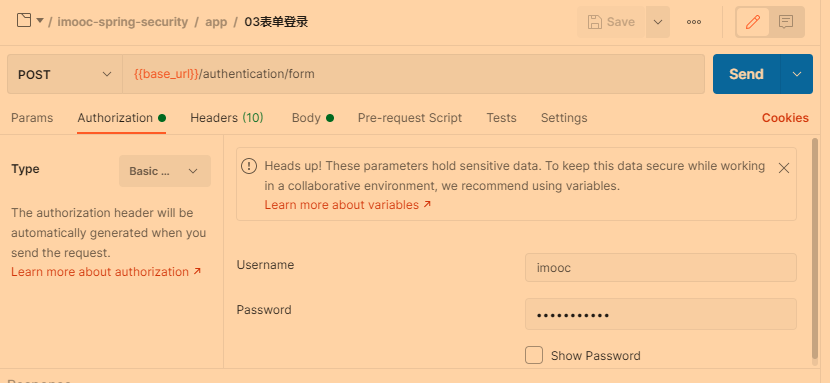 / imooc-spring-security / app / 03表单登录
Save
POST
{{base_url}}/authentication/form
Send
Params Authorization Headers (10) Body Pre-request Script Tests Settings Cookies
Type
Basic ...
The authorization header will be
automatically generated when you
send the request.
Learn more about authorization ↗
Heads up! These parameters hold sensitive data. To keep this data secure while working
in a collaborative environment, we recommend using variables.
Learn more about variables ↗
Username
imooc
Password
•••••••••••
Show Password